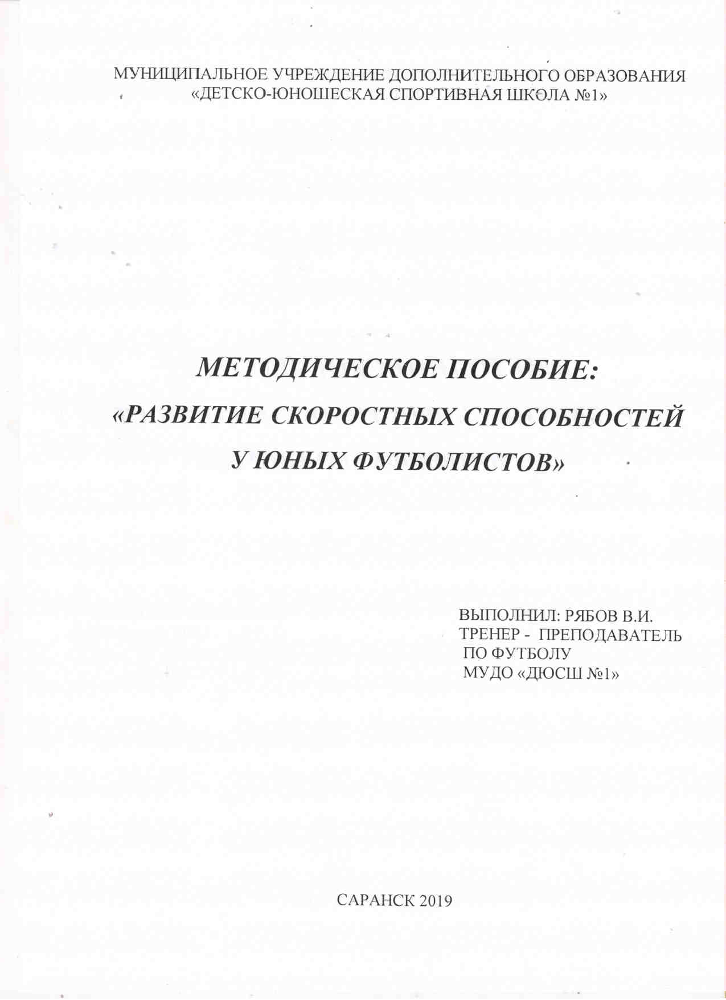 МУНИЦИПАЛЬНОЕ УЧРЕЖДЕНИЕ ДОПОЛНИТЕЛЬНОГО ОБРАЗОВАНИЯ
«ДЕТСКО-ЮНОШЕСКАЯ СПОРТИВНАЯ ШКОЛА №1»
МЕТОДИЧЕСКОЕ ПОСОБИЕ:
«РАЗВИТИЕ СКОРОСТНЫХ СПОСОБНОСТЕЙ
У ЮНЫХ ФУТБОЛИСТОВ»
ВЫПОЛНИЛ: РЯБОВ В.И.
ТРЕНЕР - ПРЕПОДАВАТЕЛЬ
ПО ФУТБОЛУ
МУДО «ДЮСШ №1»
САРАНСК 2019